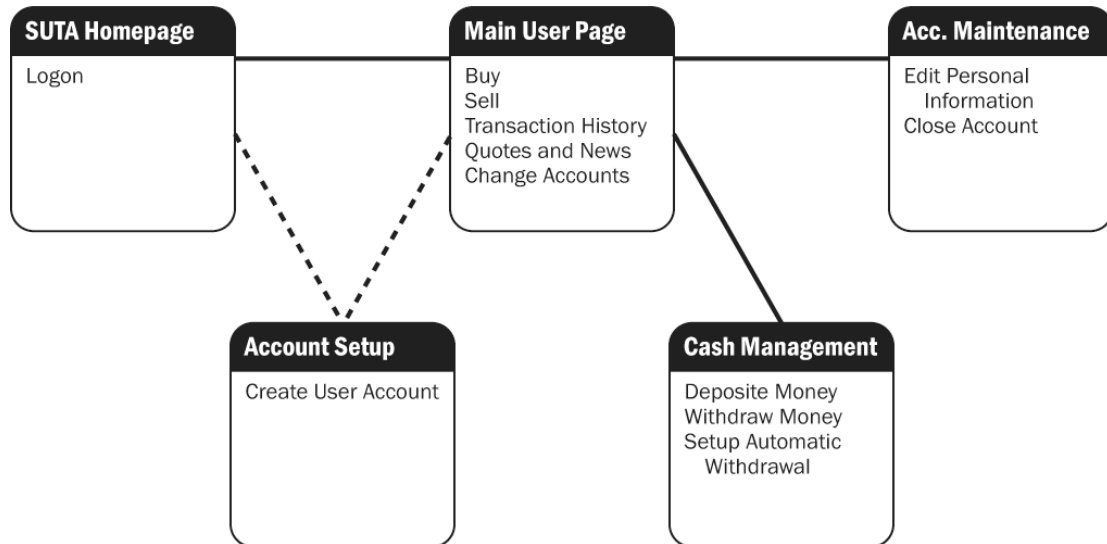 SUTA Homepage
Logon
Main User Page
Buy
Sell
Transaction History
Quotes and News
Change Accounts
Acc. Maintenance
Edit Personal
Information
Close Account
Account Setup
Create User Account
Cash Management
Deposite Money
Withdraw Money
Setup Automatic
Withdrawal